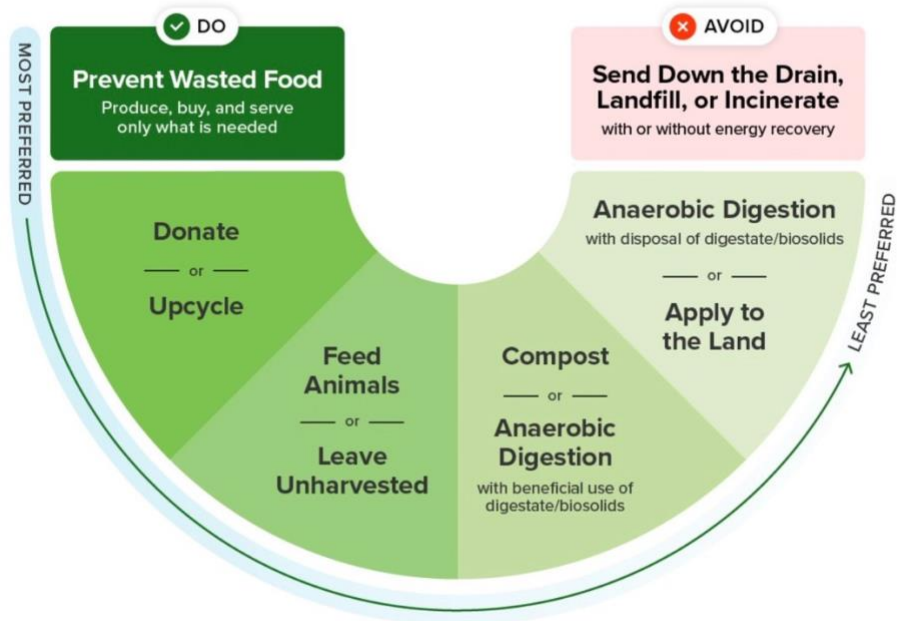 DO
AVOID
MOST PREFERRED
Prevent Wasted Food
Produce, buy, and serve
only what is needed
Send Down the Drain,
Landfill, or Incinerate
with or without energy recovery
Donate
or
Upcycle
Feed
Animals
or
Leave
Unharvested
Compost
or
Anaerobic
Digestion
with beneficial use of
digestate/biosolids
Anaerobic Digestion
with disposal of digestate/biosolids
or
Apply to
the Land
LEAST PREFERRED